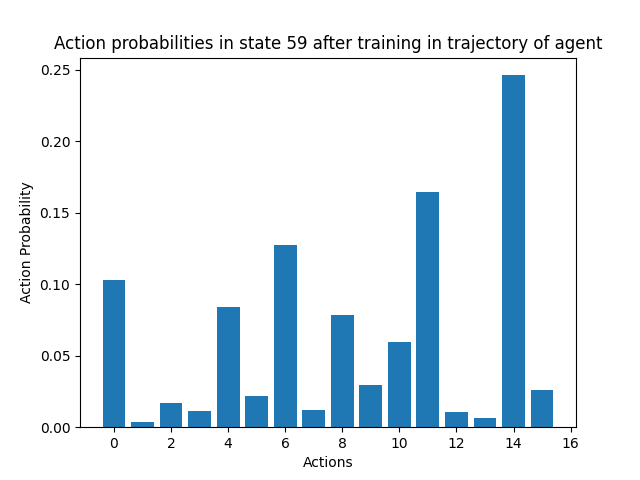 Action probabilities in state 59 after training in trajectory of agent
0.25
0.20
0.15
0.10
0.05
0.00
Action Probability
0 2 4 6 8 10 12 14 16
Actions